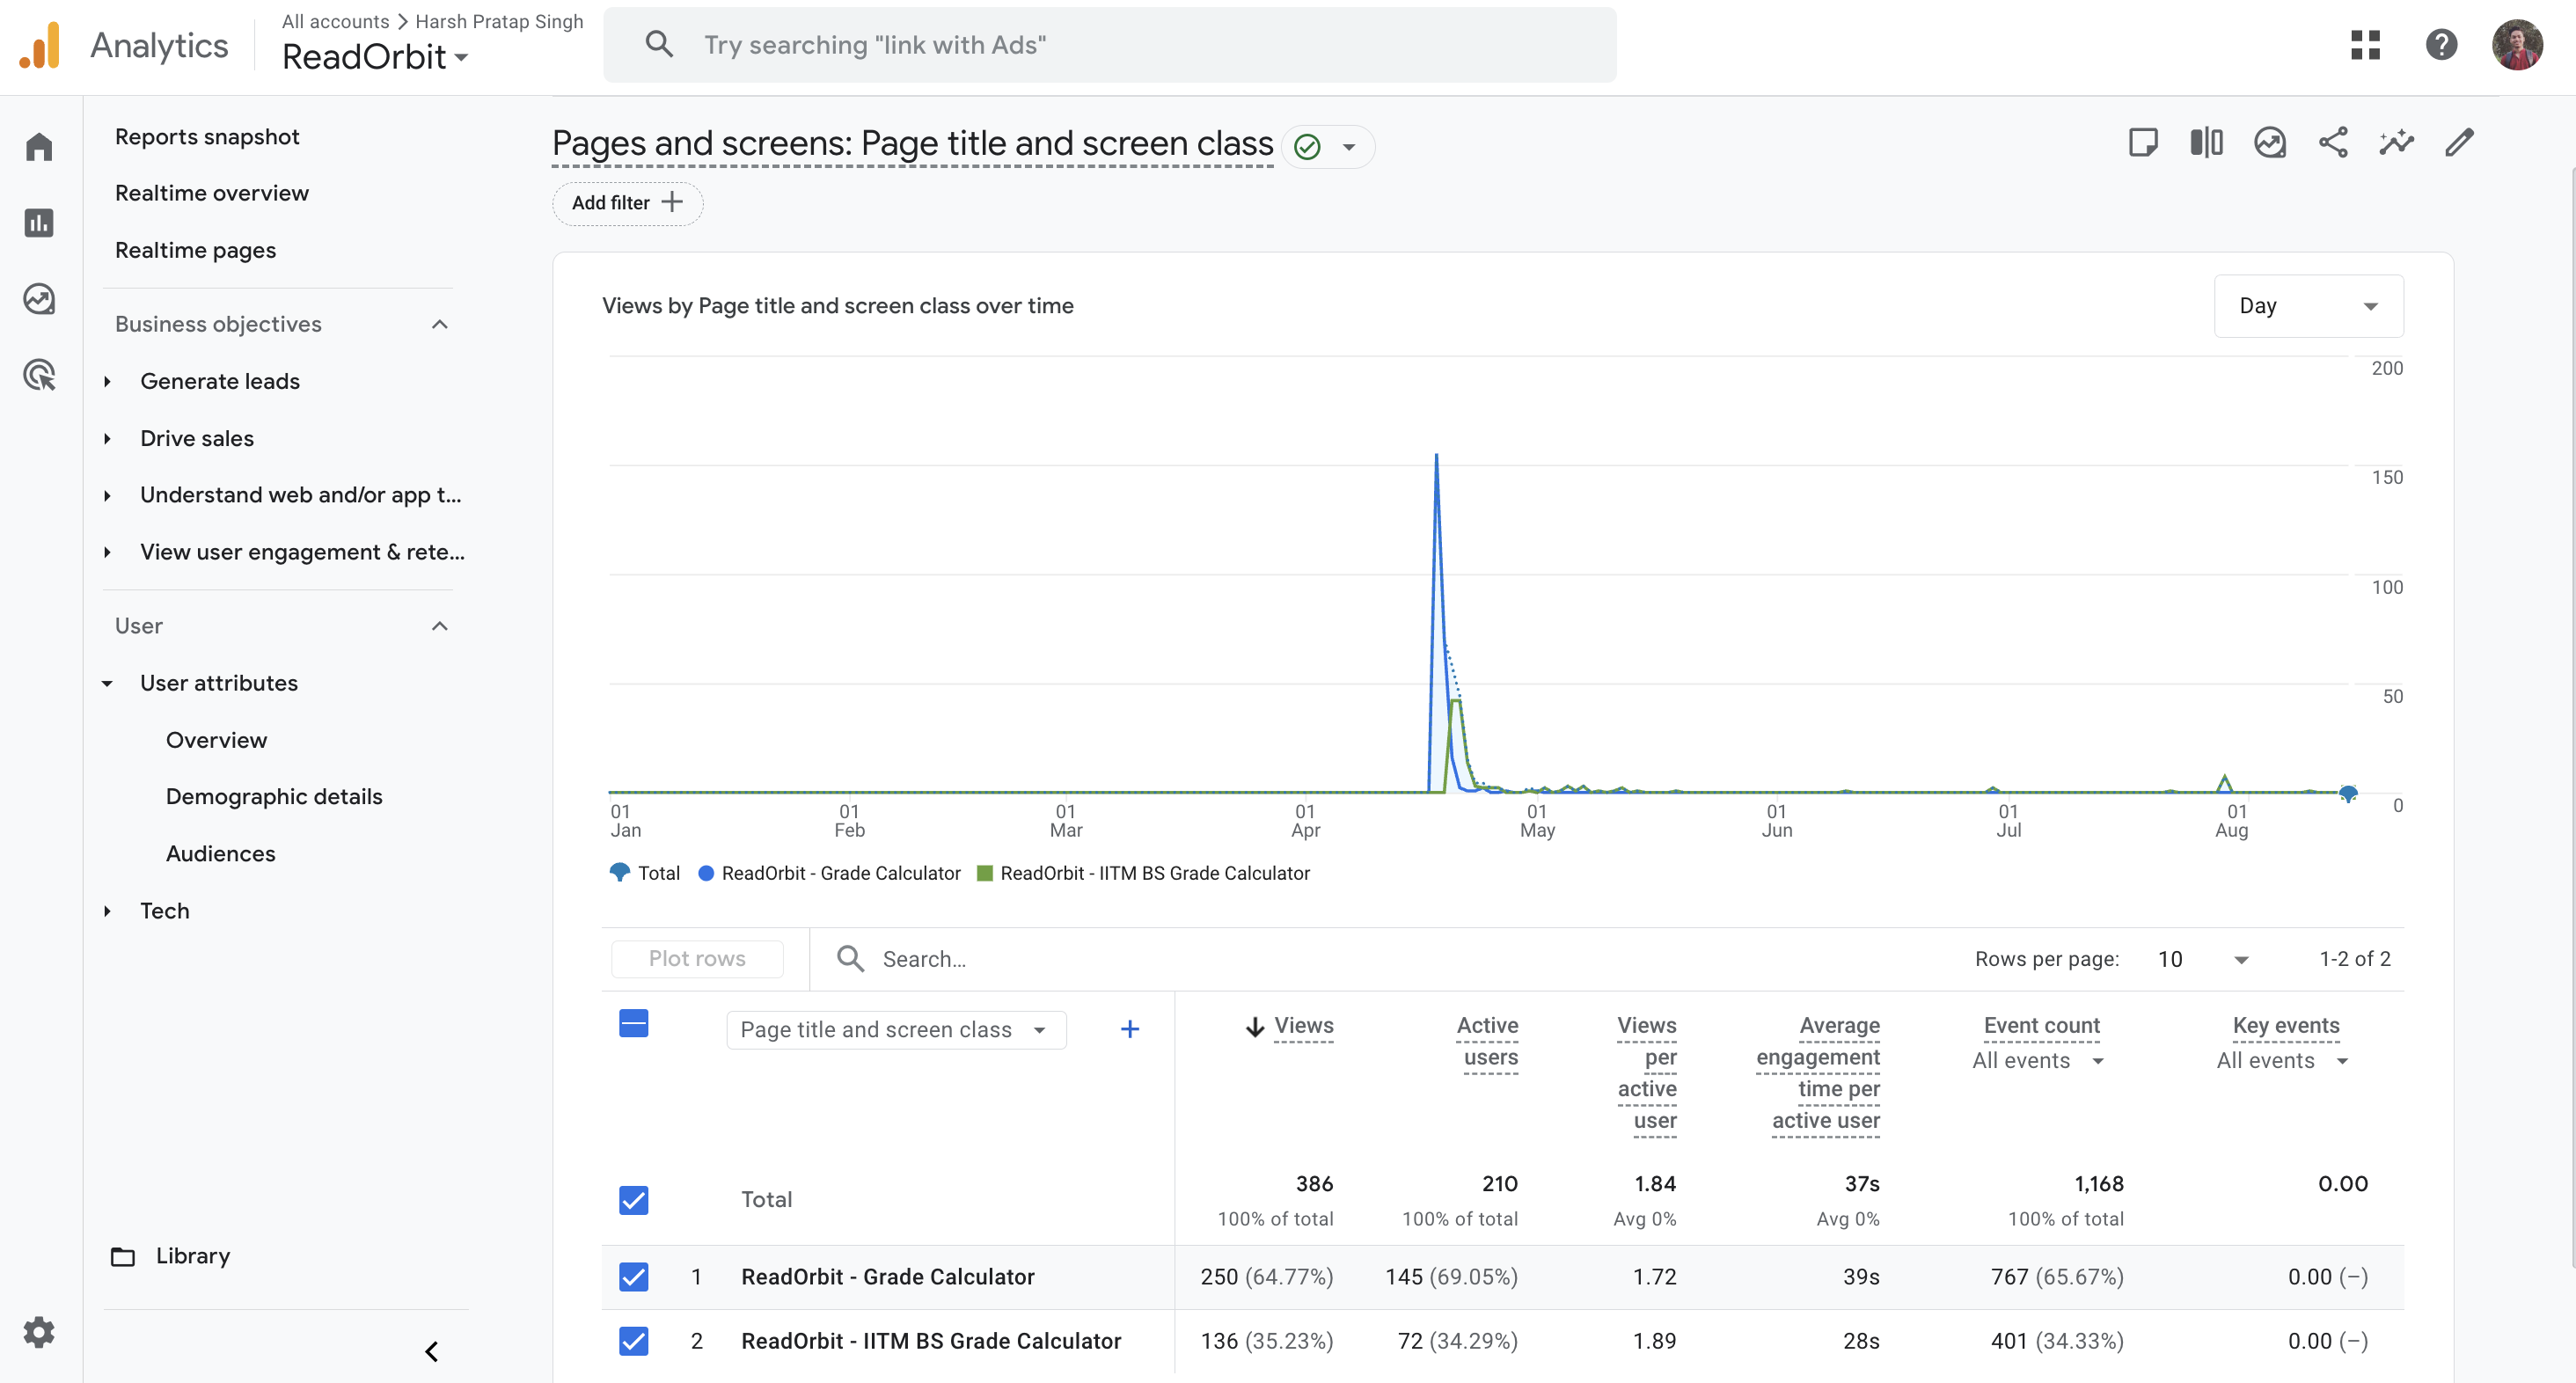 Analytics
All accounts > Harsh Pratap Singh
ReadOrbit
Try searching "link with Ads"
Reports snapshot
Realtime overview
Realtime pages
Business objectives
Generate leads
Drive sales
Understand web and/or app t...
View user engagement & rete...
User
User attributes
Overview
Demographic details
Audiences
Tech
Library
Pages and screens: Page title and screen class
Add filter
Views by Page title and screen class over time
Day
200
150
100
50
0
01 Jan
01 Feb
01 Mar
01 Apr
01 May
01 Jun
01 Jul
01 Aug
Total
ReadOrbit - Grade Calculator
ReadOrbit - IITM BS Grade Calculator
Plot rows
Search...
Rows per page:
10
1-2 of 2
Page title and screen class
Views
Active users
Views per active user
Average engagement time per active user
Event count
All events
Key events
All events
Total
386
210
1.84
37s
1,168
0.00
100% of total
100% of total
Avg 0%
Avg 0%
100% of total
1 ReadOrbit - Grade Calculator 250 (64.77%) 145 (69.05%) 1.72 39s 767 (65.67%) 0.00 (–)
2 ReadOrbit - IITM BS Grade Calculator 136 (35.23%) 72 (34.29%) 1.89 28s 401 (34.33%) 0.00 (–)